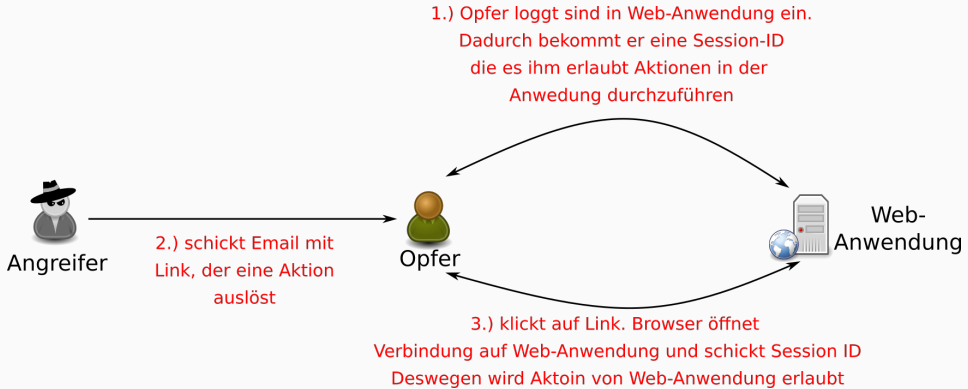 1.) Opfer loggt sind in Web-Anwendung ein.
Dadurch bekommt er eine Session-ID
die es ihm erlaubt Aktionen in der
Anwedung durchzuführen
Angreifer
2.) schickt Email mit
Link, der eine Aktion
auslöst
Opfer
Web-
Anwendung
3.) klickt auf Link. Browser öffnet
Verbindung auf Web-Anwendung und schickt Session ID
Deswegen wird Aktoin von Web-Anwendung erlaubt